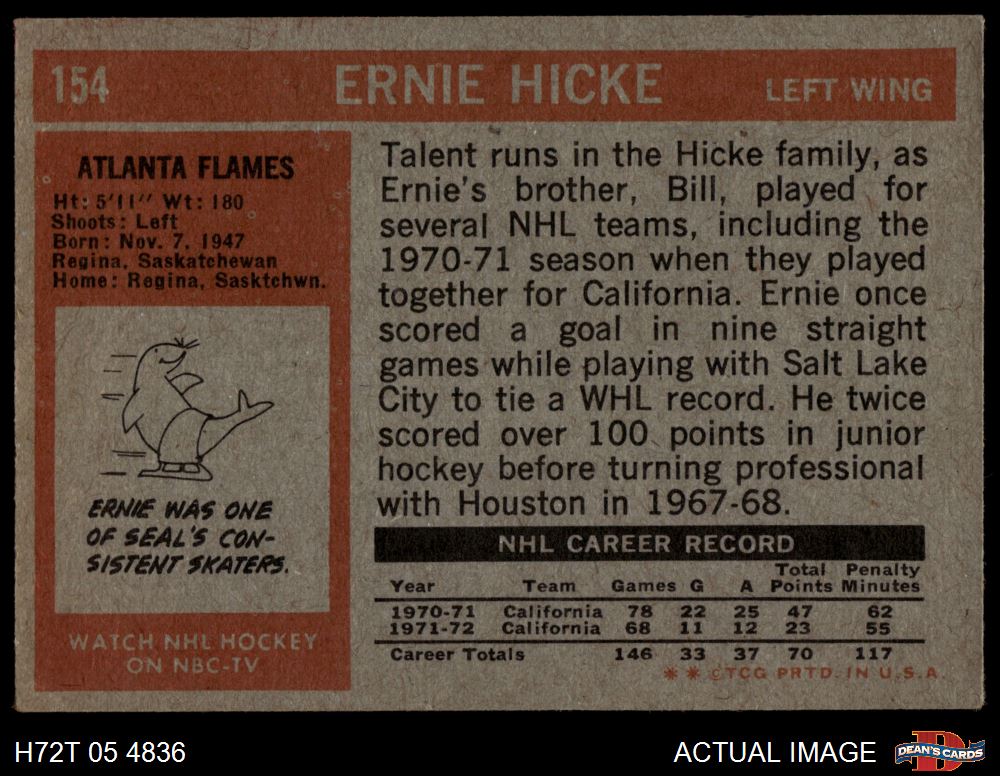 154 ERNIE HICKE LEFT WING
ATLANTA FLAMES
Ht: 5'11" Wt: 180
Shoots: Left
Born: Nov. 7, 1947
Regina, Saskatchewan
Home: Regina, Sasktchwn.
ERNIE WAS ONE
OF SEAL'S CON-
SISTENT SKATERS.
WATCH NHL HOCKEY
ON NBC-TV
Talent runs in the Hicke family, as
Ernie's brother, Bill, played for
several NHL teams, including the
1970-71 season when they played
together for California. Ernie once
scored a goal in nine straight
games while playing with Salt Lake
City to tie a WHL record. He twice
scored over 100 points in junior
hockey before turning professional
with Houston in 1967-68.
NHL CAREER RECORD
Total Penalty
Year Team Games G A Points Minutes
1970-71 California 78 22 25 47 62
1971-72 California 68 11 12 23 55
Career Totals 146 33 37 70 117
* * © TCG PRTD. IN U.S.A.
H72T 05 4836 ACTUAL IMAGE DEAN'S CARDS